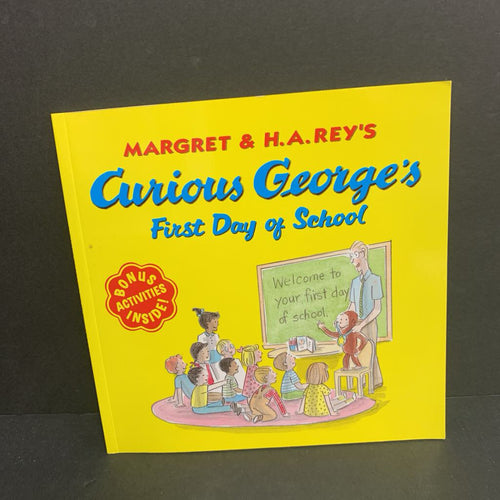 MARGRET & H.A. REY'S
Curious George's
First Day of School
BONUS
ACTIVITIES
INSIDE!
Welcome to
your first day
of school.